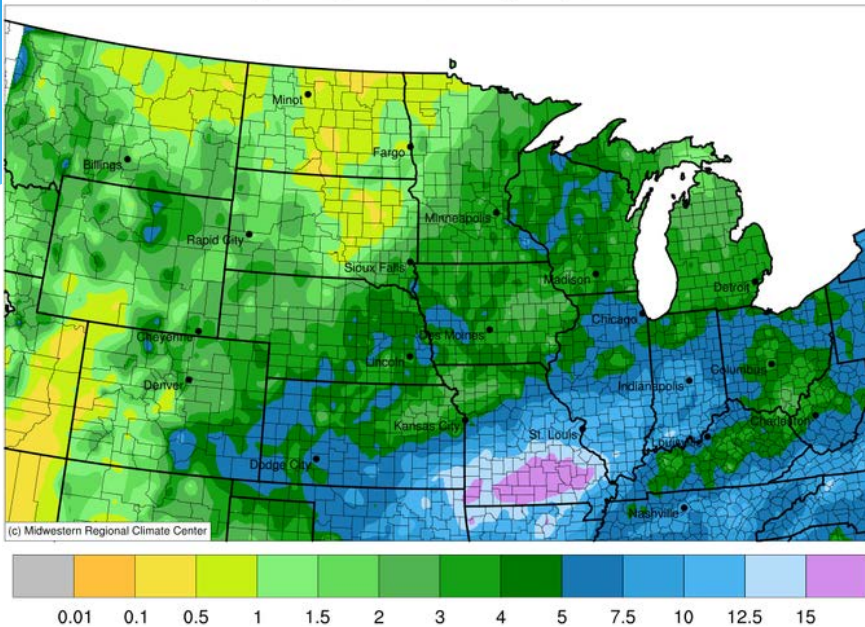 Minot
Fargo
Billings
Minneapolis
Rapid City
Sioux Falls
Madison
Detroit
Chicago
Cheyenne
Des Moines
Lincoln
Columbus
Denver
Indianapolis
Kansas City
Charleston
St. Louis
Louisville
Dodge City
Nashville
(c) Midwestern Regional Climate Center
0.01 0.1 0.5 1 1.5 2 3 4 5 7.5 10 12.5 15